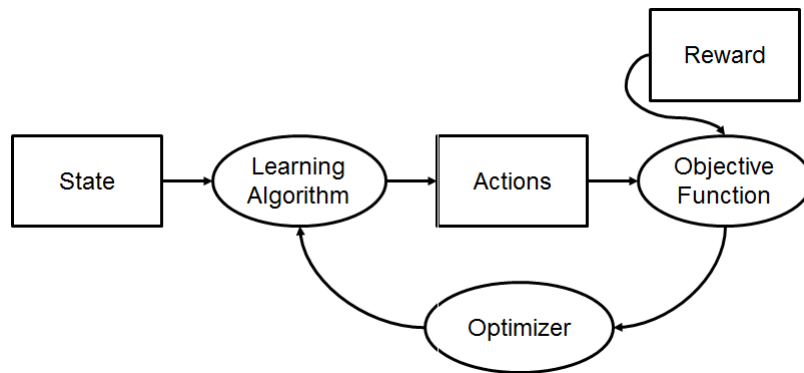 Reward
State
Learning
Algorithm
Actions
Objective
Function
Optimizer